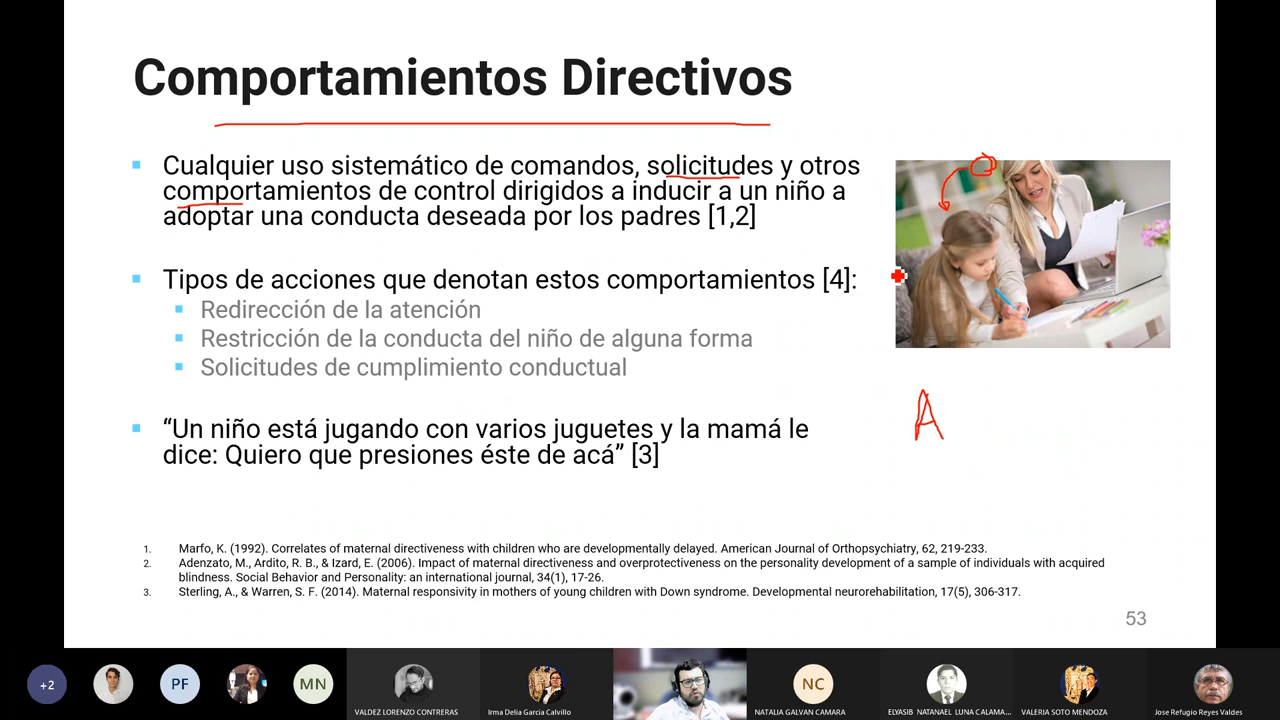 Comportamientos Directivos
Cualquier uso sistemático de comandos, solicitudes y otros
comportamientos de control dirigidos a inducir a un niño a
adoptar una conducta deseada por los padres [1,2]
Tipos de acciones que denotan estos comportamientos [4]:
Redirección de la atención
Restricción de la conducta del niño de alguna forma
Solicitudes de cumplimiento conductual
“Un niño está jugando con varios juguetes y la mamá le
dice: Quiero que presiones éste de acá” [3]
A
1. Marfo, K. (1992). Correlates of maternal directiveness with children who are developmentally delayed. American Journal of Orthopsychiatry, 62, 219-233.
2. Adenzato, M., Ardito, R. B., & Izard, E. (2006). Impact of maternal directiveness and overprotectiveness on the personality development of a sample of individuals with acquired
blindness. Social Behavior and Personality: an international journal, 34(1), 17-26.
3. Sterling, A., & Warren, S. F. (2014). Maternal responsivity in mothers of young children with Down syndrome. Developmental neurorehabilitation, 17(5), 306-317.
53
+2 PF MN NC
VALDEZ LORENZO CONTRERAS Irma Delia Garcia Calvillo NATALIA GALVAN CAMARA ELYASIB NATANAEL LUNA CALAMA... VALERIA SOTO MENDOZA Jose Refugio Reyes Valdes